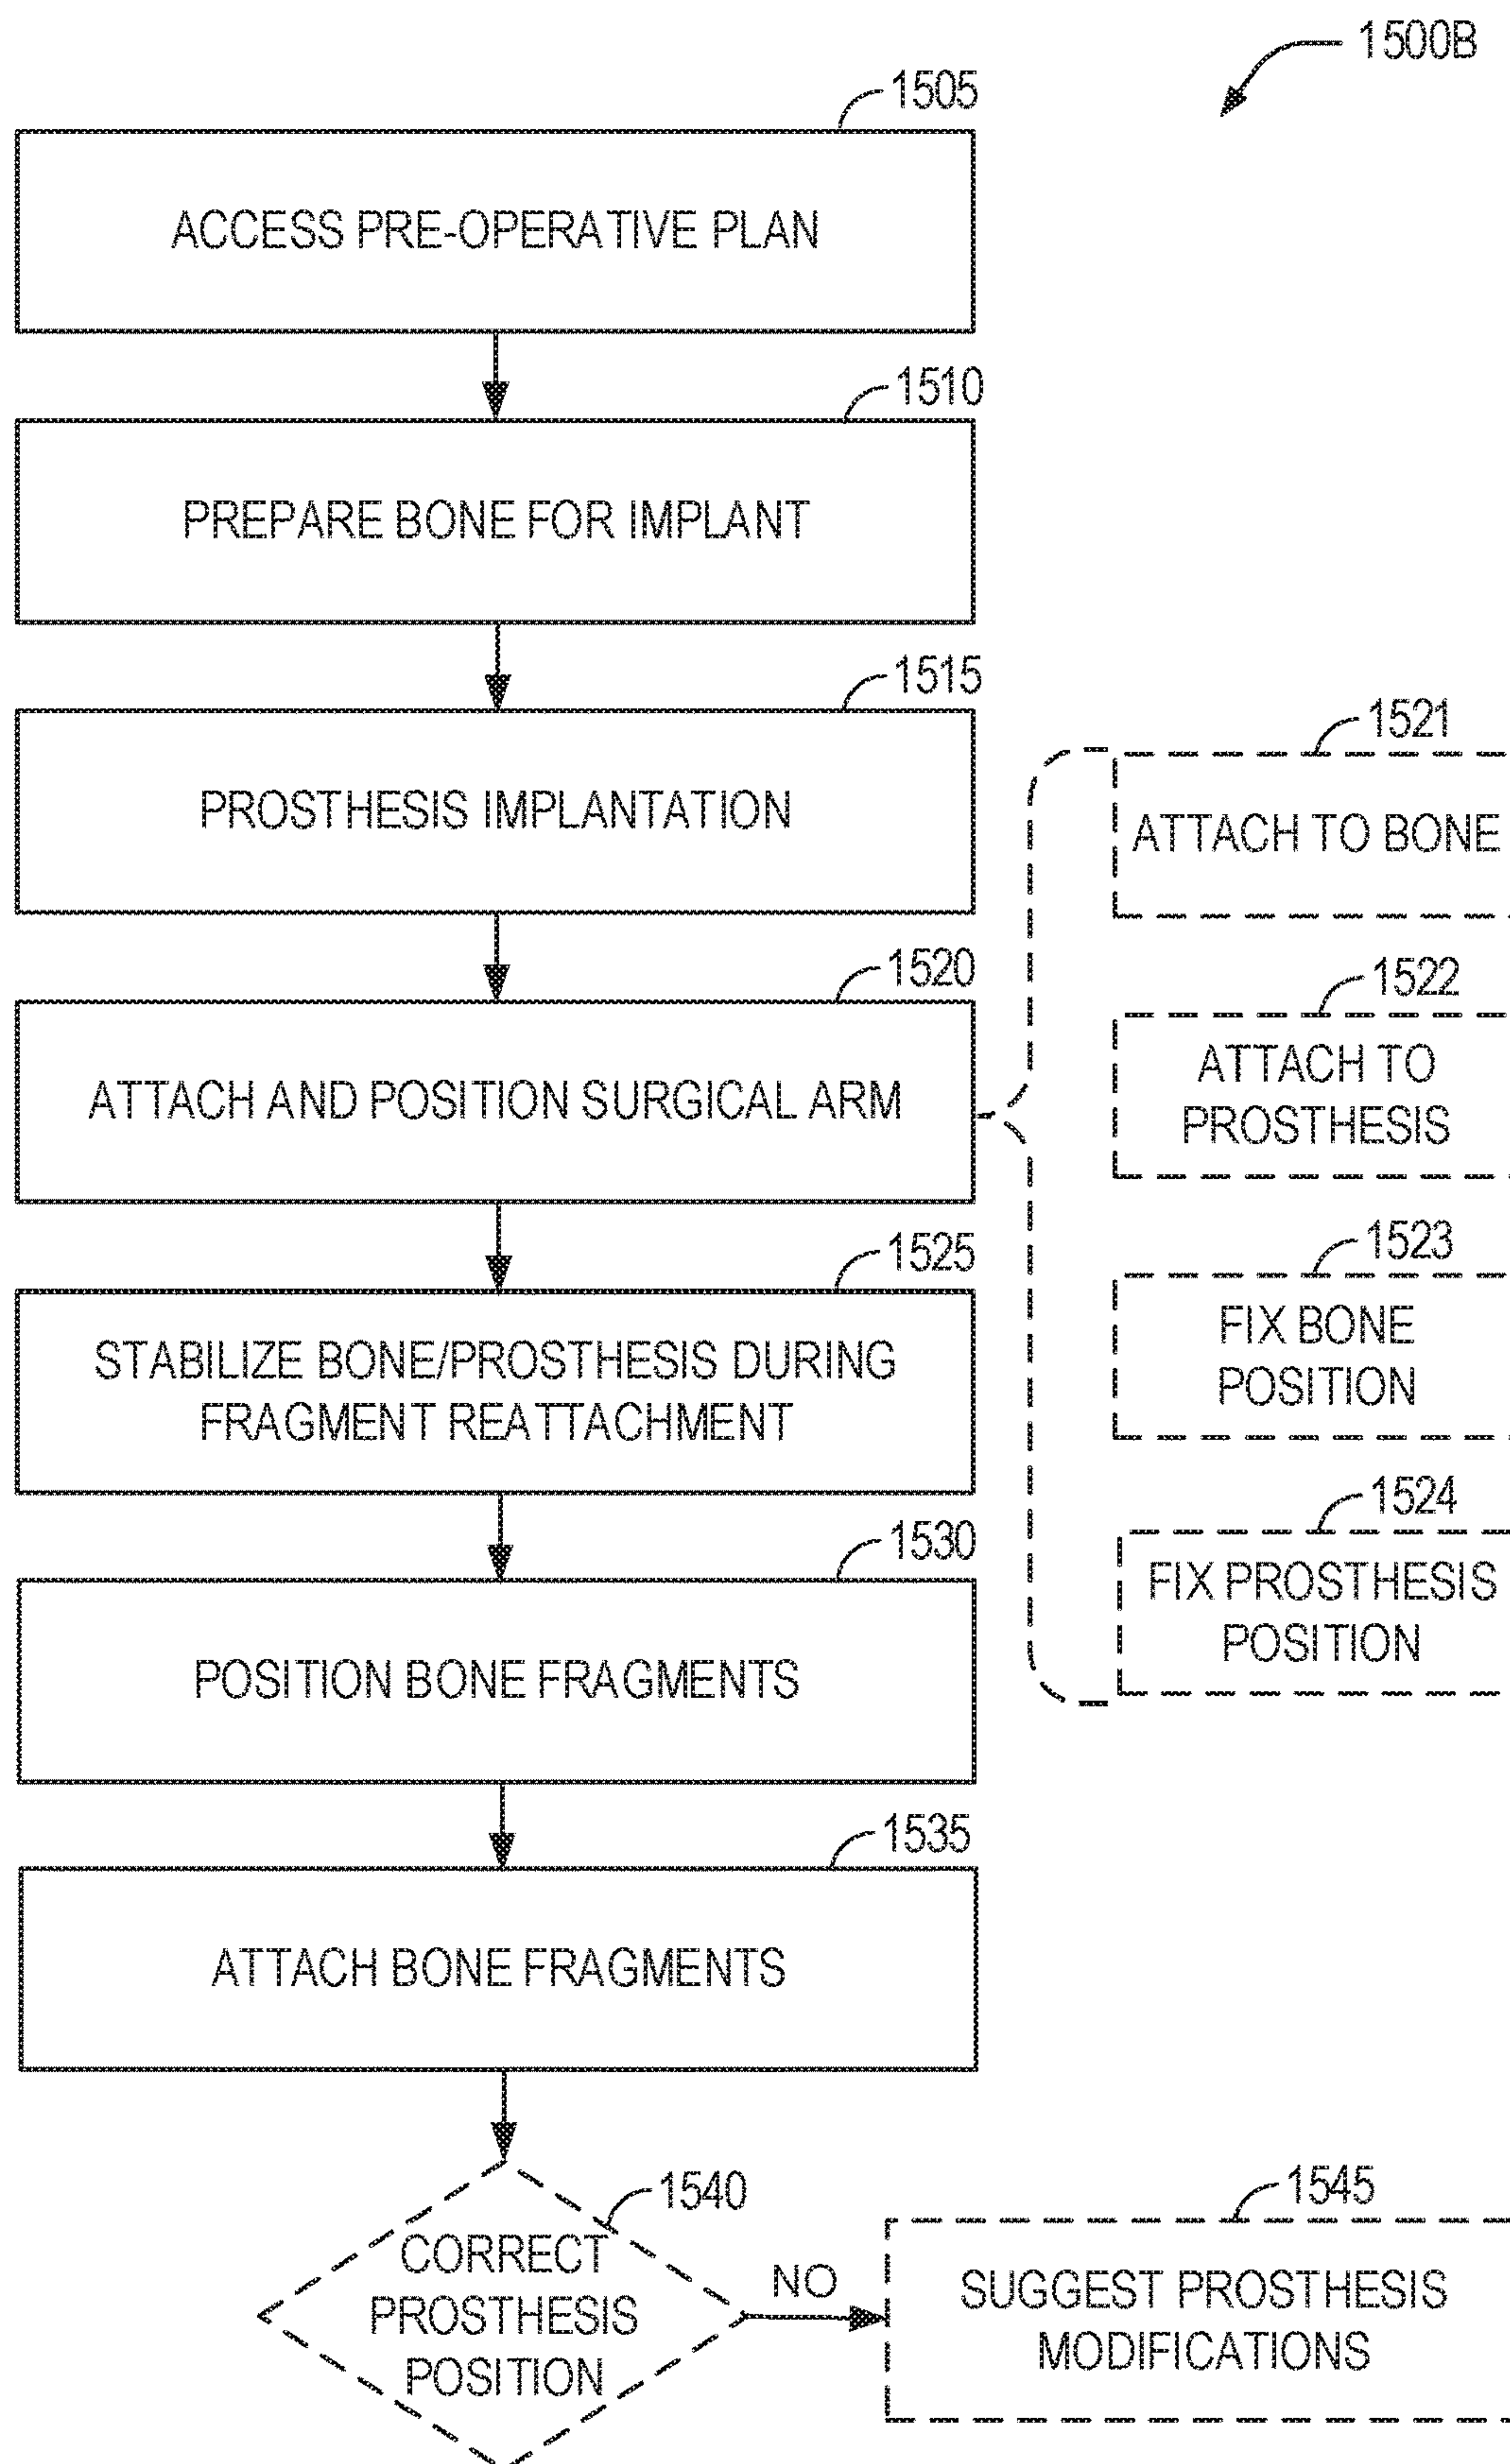 1500B
1505
ACCESS PRE-OPERATIVE PLAN
1510
PREPARE BONE FOR IMPLANT
1515
PROSTHESIS IMPLANTATION
1520
ATTACH AND POSITION SURGICAL ARM
1521
ATTACH TO BONE
1522
ATTACH TO
PROSTHESIS
1523
FIX BONE
POSITION
1524
FIX PROSTHESIS
POSITION
1525
STABILIZE BONE/PROSTHESIS DURING
FRAGMENT REATTACHMENT
1530
POSITION BONE FRAGMENTS
1535
ATTACH BONE FRAGMENTS
1540
CORRECT
PROSTHESIS
POSITION
NO
1545
SUGGEST PROSTHESIS
MODIFICATIONS